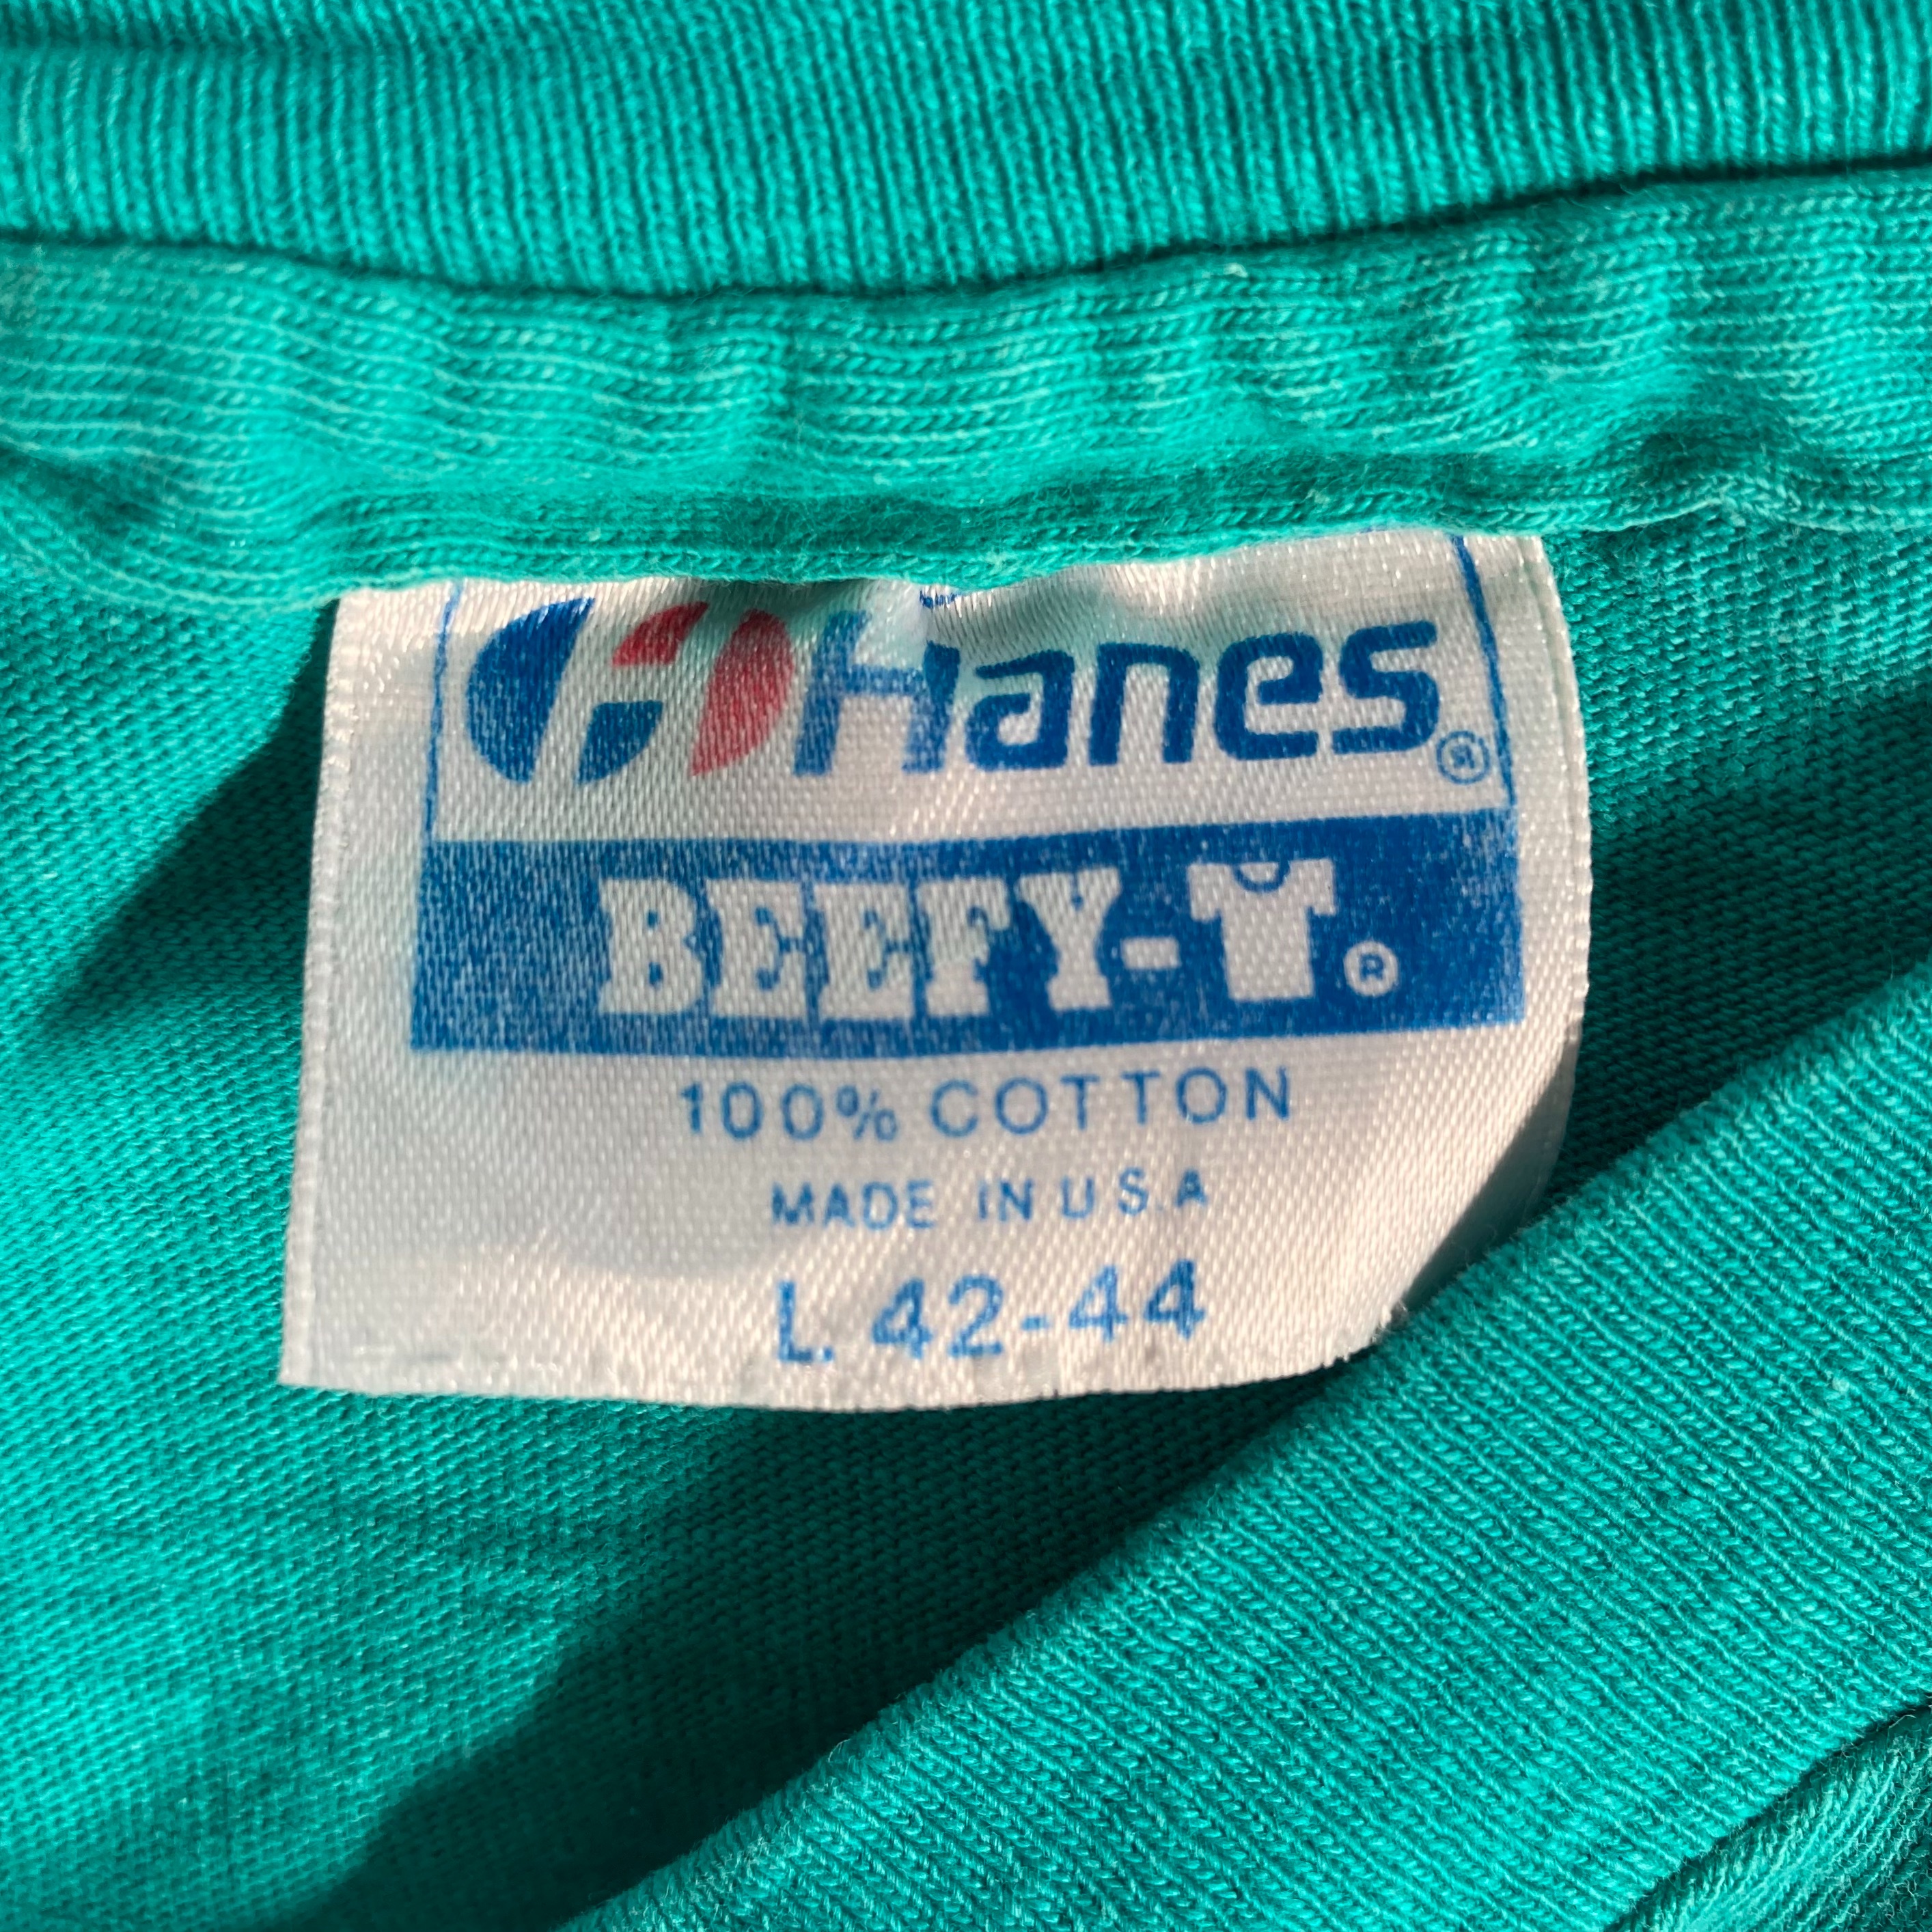 Hanes®
BEEFY-T®
100% COTTON
MADE IN U.S.A
L. 42-44